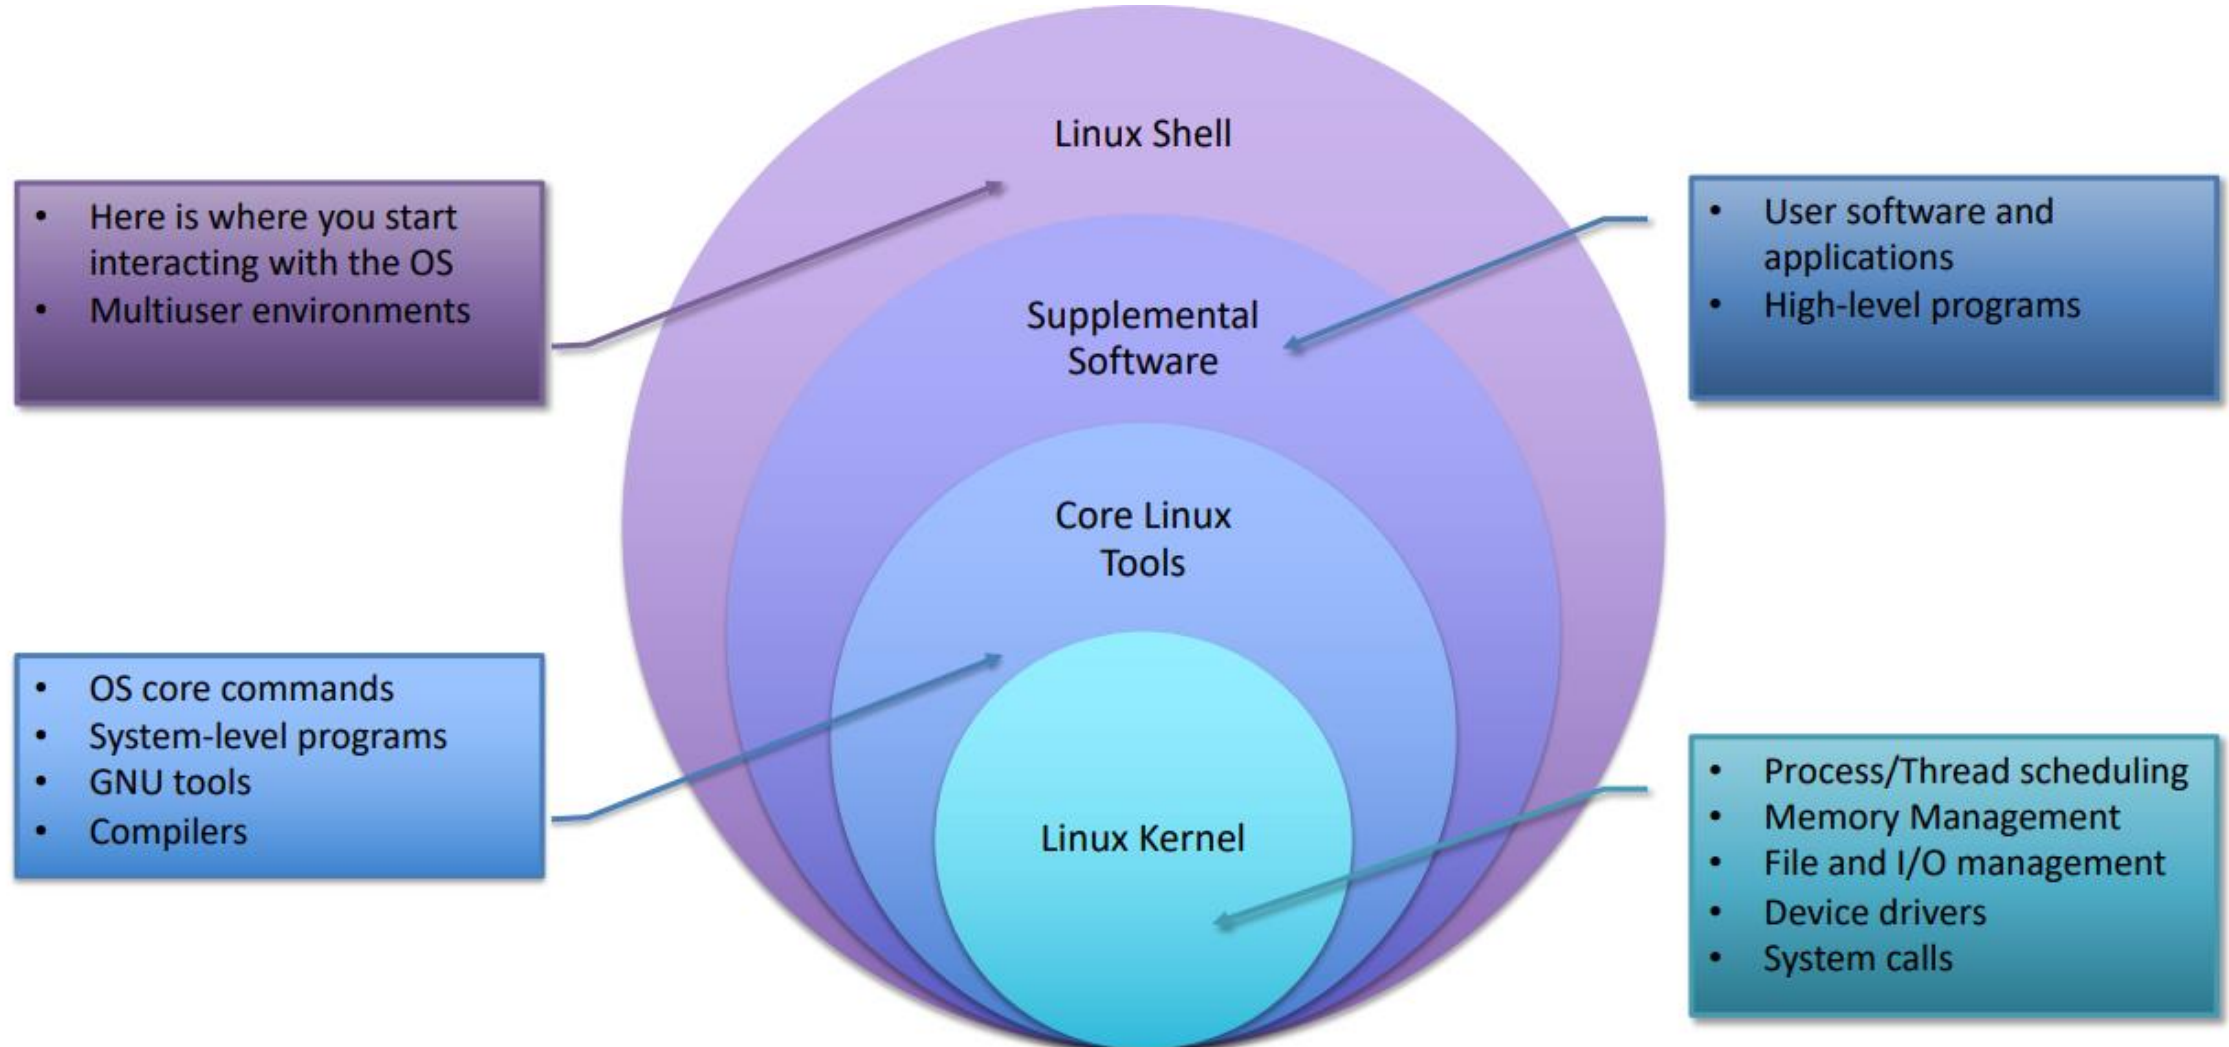 Linux Shell
• Here is where you start
interacting with the OS
• Multiuser environments
• User software and
applications
• High-level programs
Supplemental
Software
Core Linux
Tools
• OS core commands
• System-level programs
• GNU tools
• Compilers
Linux Kernel
• Process/Thread scheduling
• Memory Management
• File and I/O management
• Device drivers
• System calls